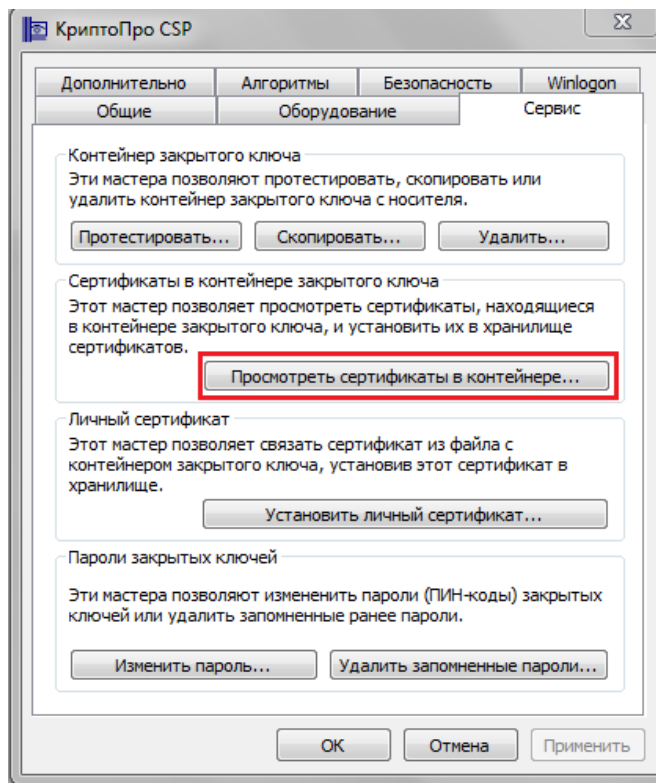 КриптоПро CSP
Дополнительно Алгоритмы Безопасность Winlogon
Общие Оборудование Сервис
Контейнер закрытого ключа
Эти мастера позволяют протестировать, скопировать или
удалить контейнер закрытого ключа с носителя.
Протестировать... Скопировать... Удалить...
Сертификаты в контейнере закрытого ключа
Этот мастер позволяет просмотреть сертификаты, находящиеся
в контейнере закрытого ключа, и установить их в хранилище
сертификатов.
Просмотреть сертификаты в контейнере...
Личный сертификат
Этот мастер позволяет связать сертификат из файла с
контейнером закрытого ключа, установив этот сертификат в
хранилище.
Установить личный сертификат...
Пароли закрытых ключей
Эти мастера позволяют измененить пароли (ПИН-коды) закрытых
ключей или удалить запомненные ранее пароли.
Изменить пароль... Удалить запомненные пароли...
ОК Отмена Применить